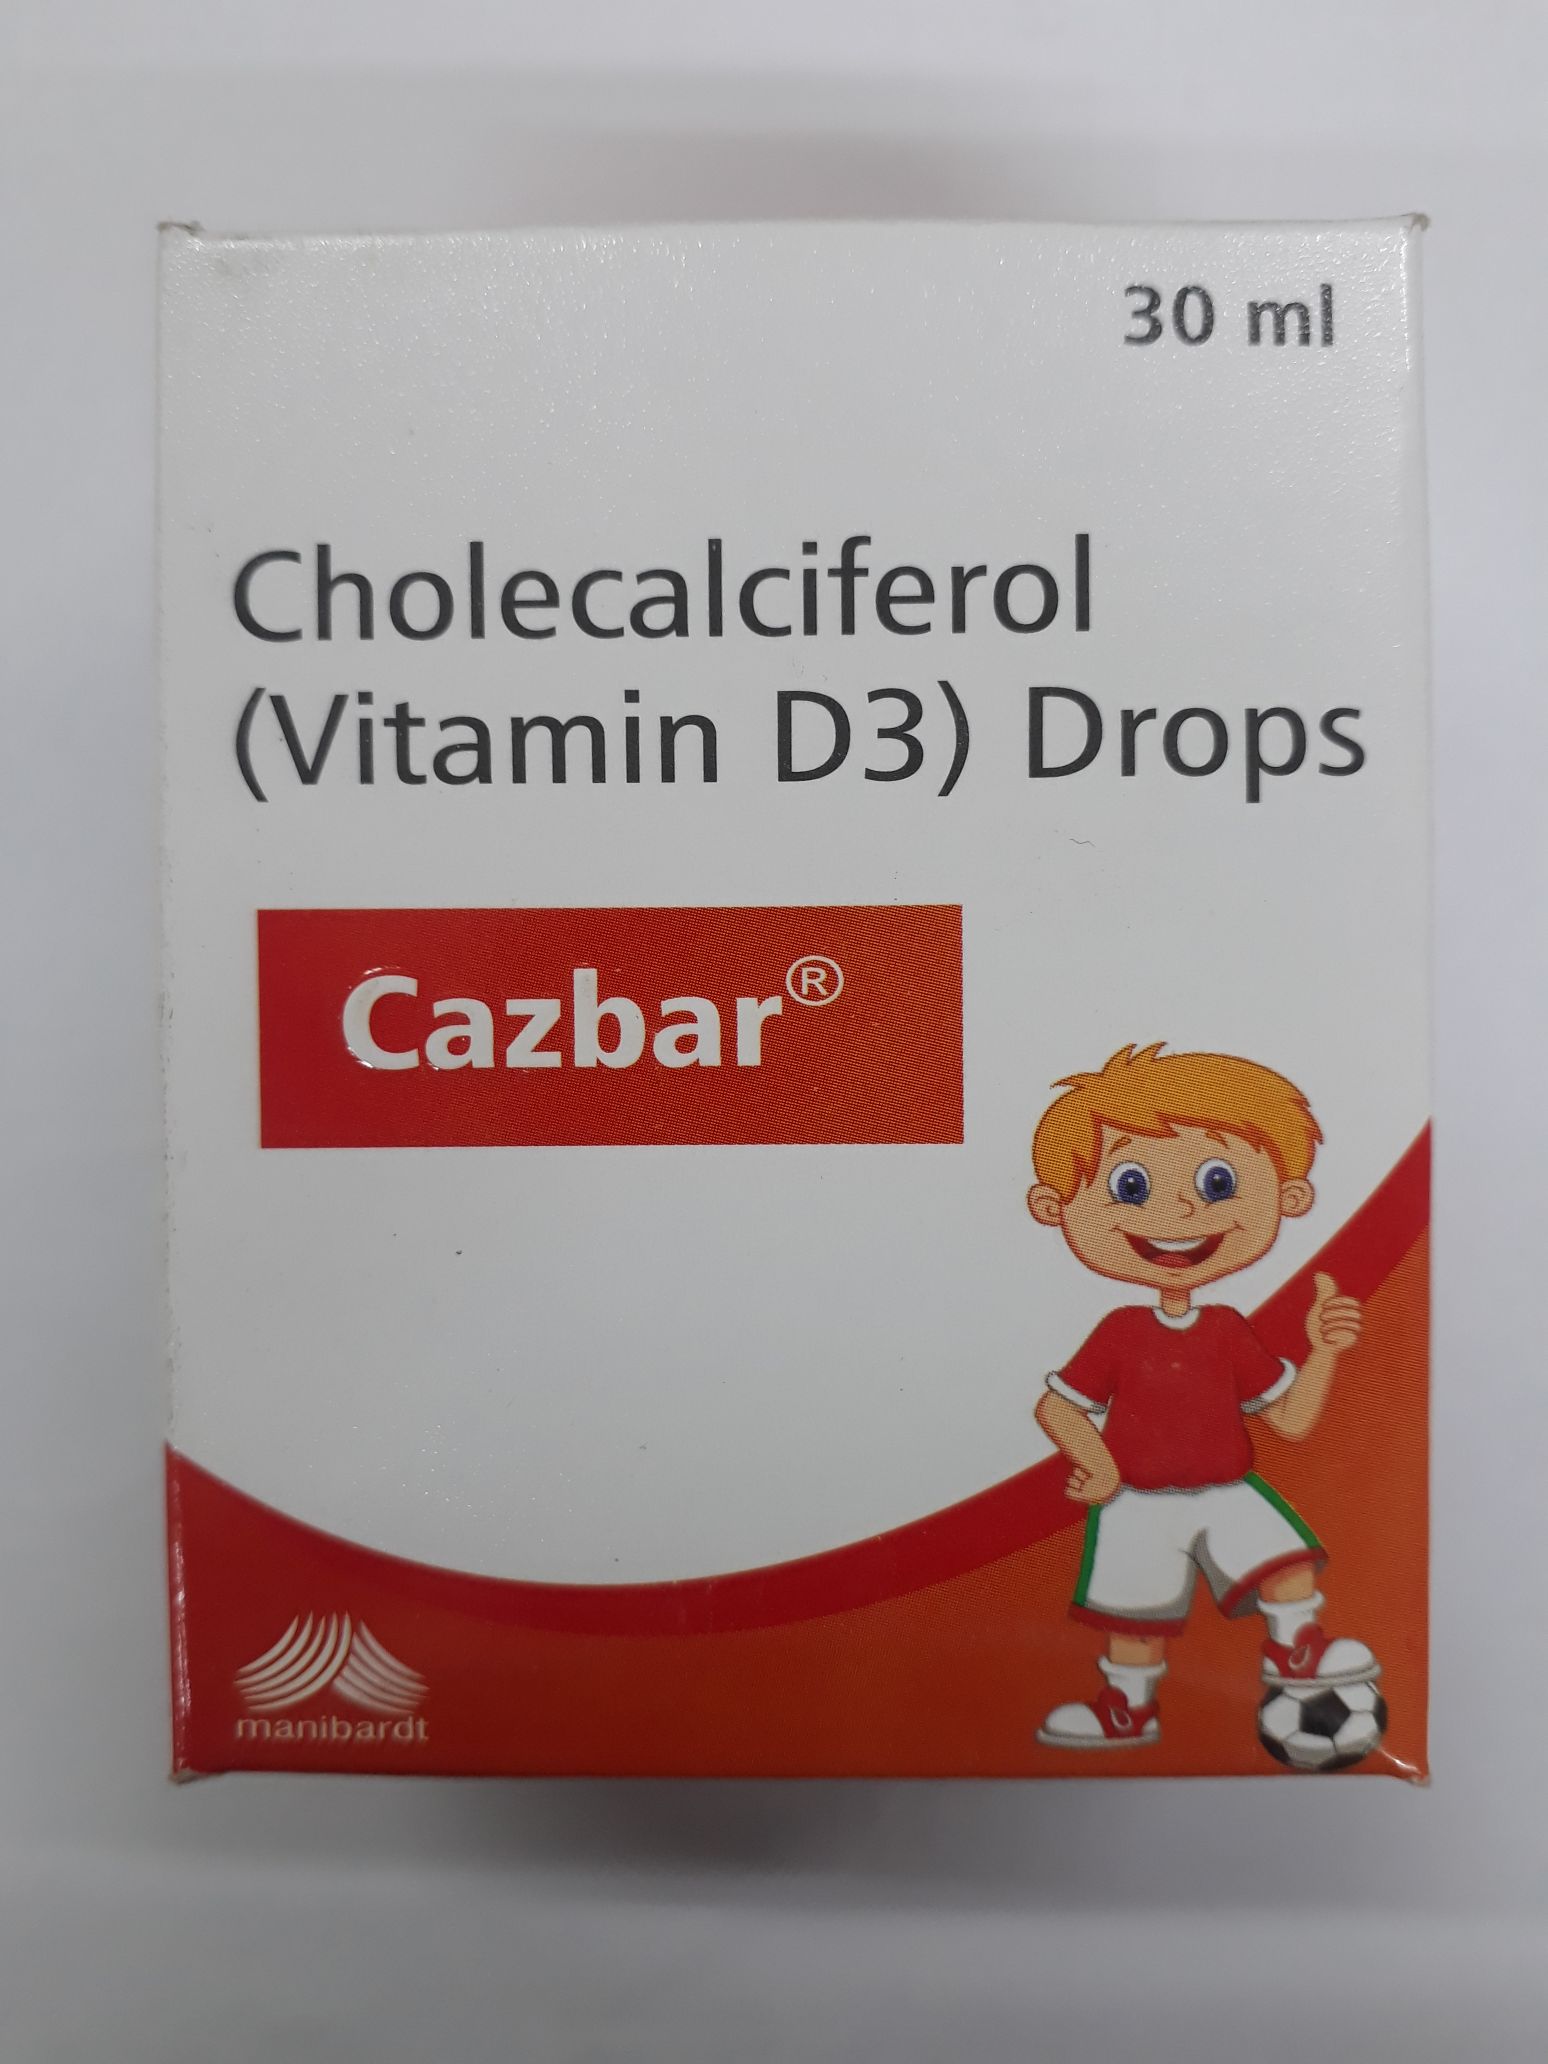 30 ml
Cholecalciferol
(Vitamin D3) Drops
Cazbar®
manibardt